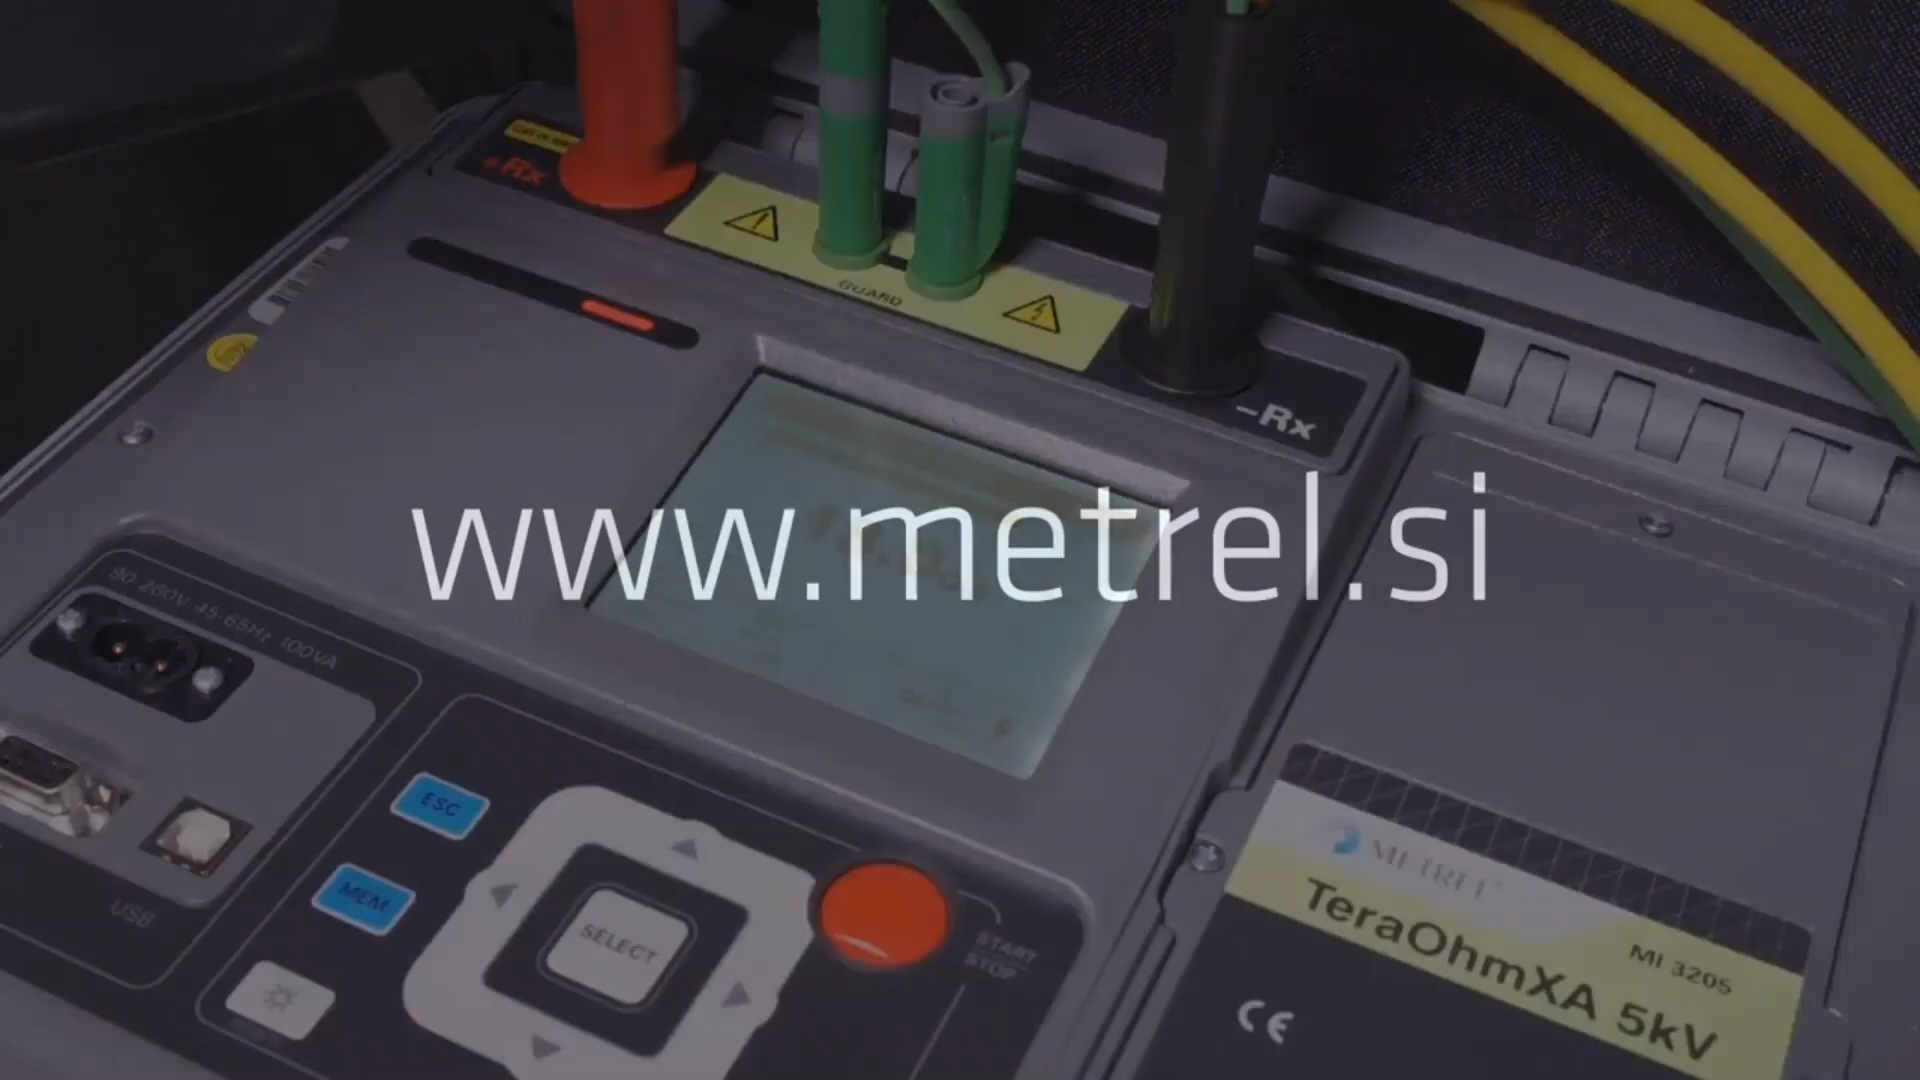 +Rx
GUARD
-Rx
www.metrel.si
90-260V 45-65Hz 100VA
ESC
MEM
USB
SELECT
START
STOP
METREL
MI 3205
TeraOhmXA 5kV
CE